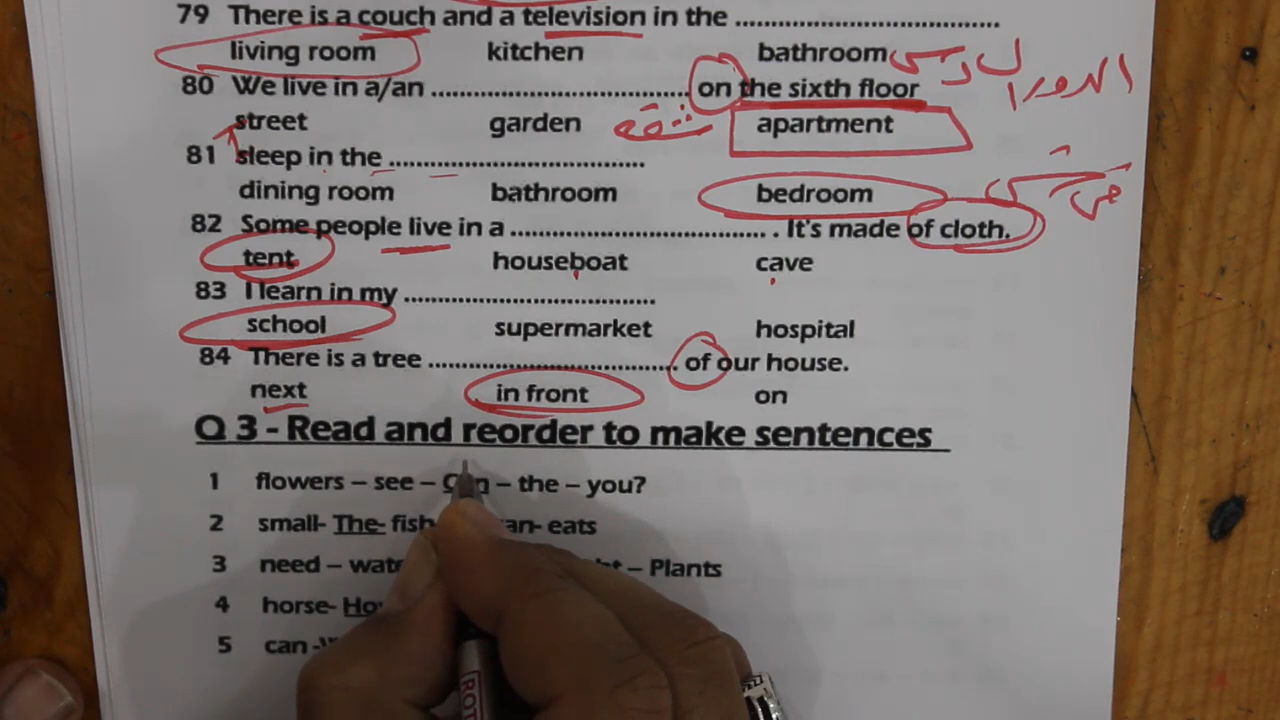 79 There is a couch and a television in the ....................................
living room kitchen bathroom
80 We live in a/an .................................... on the sixth floor الدور السادس
street garden شقة apartment
81 sleep in the ....................................
dining room bathroom bedroom
82 Some people live in a .................................... . It's made of cloth.
tent houseboat cave
83 I learn in my ....................................
school supermarket hospital
84 There is a tree .................................... of our house.
next in front on
Q 3 - Read and reorder to make sentences
1 flowers – see – Can – the – you?
2 small- The- fish eats
3 need – – Plants
4 horse-
5 can -
ROT